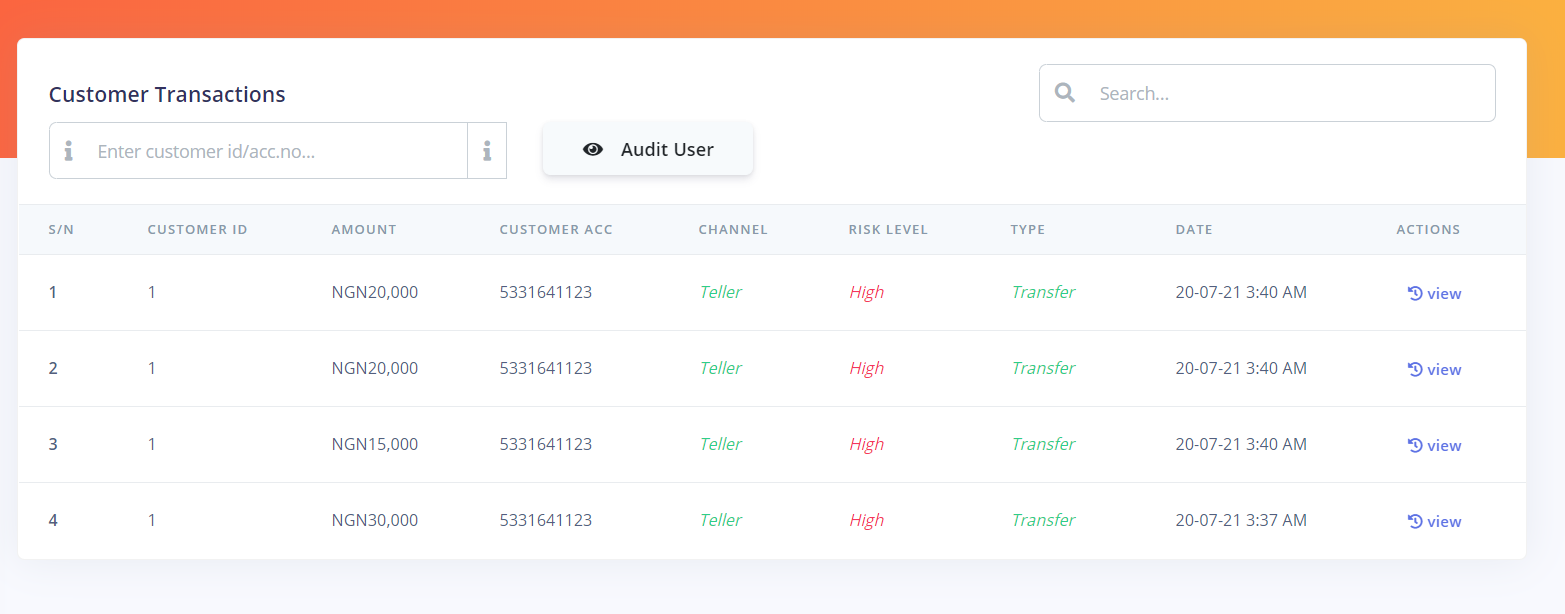 Customer Transactions
Search...
Enter customer id/acc.no...
Audit User
S/N CUSTOMER ID AMOUNT CUSTOMER ACC CHANNEL RISK LEVEL TYPE DATE ACTIONS
1 1 NGN20,000 5331641123 Teller High Transfer 20-07-21 3:40 AM view
2 1 NGN20,000 5331641123 Teller High Transfer 20-07-21 3:40 AM view
3 1 NGN15,000 5331641123 Teller High Transfer 20-07-21 3:40 AM view
4 1 NGN30,000 5331641123 Teller High Transfer 20-07-21 3:37 AM view